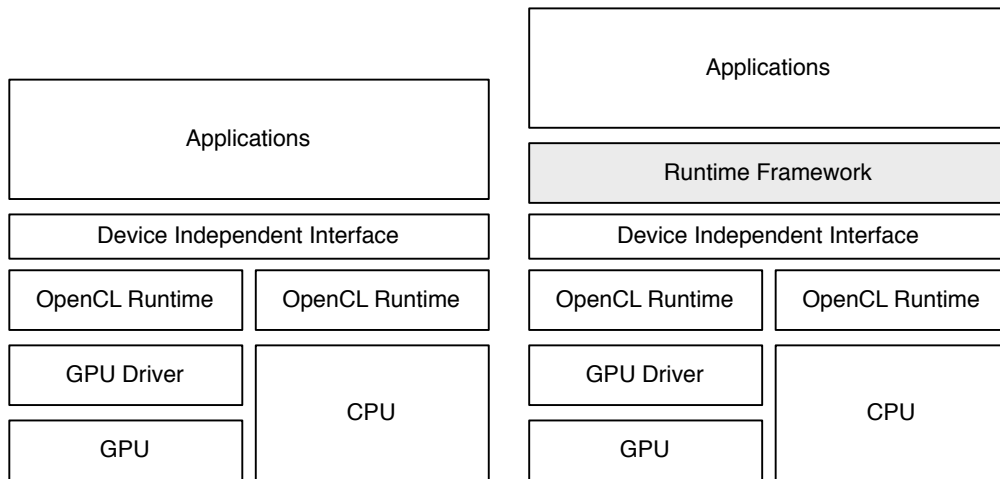 Applications
Device Independent Interface
OpenCL Runtime
OpenCL Runtime
GPU Driver
CPU
GPU
Applications
Runtime Framework
Device Independent Interface
OpenCL Runtime
OpenCL Runtime
GPU Driver
CPU
GPU